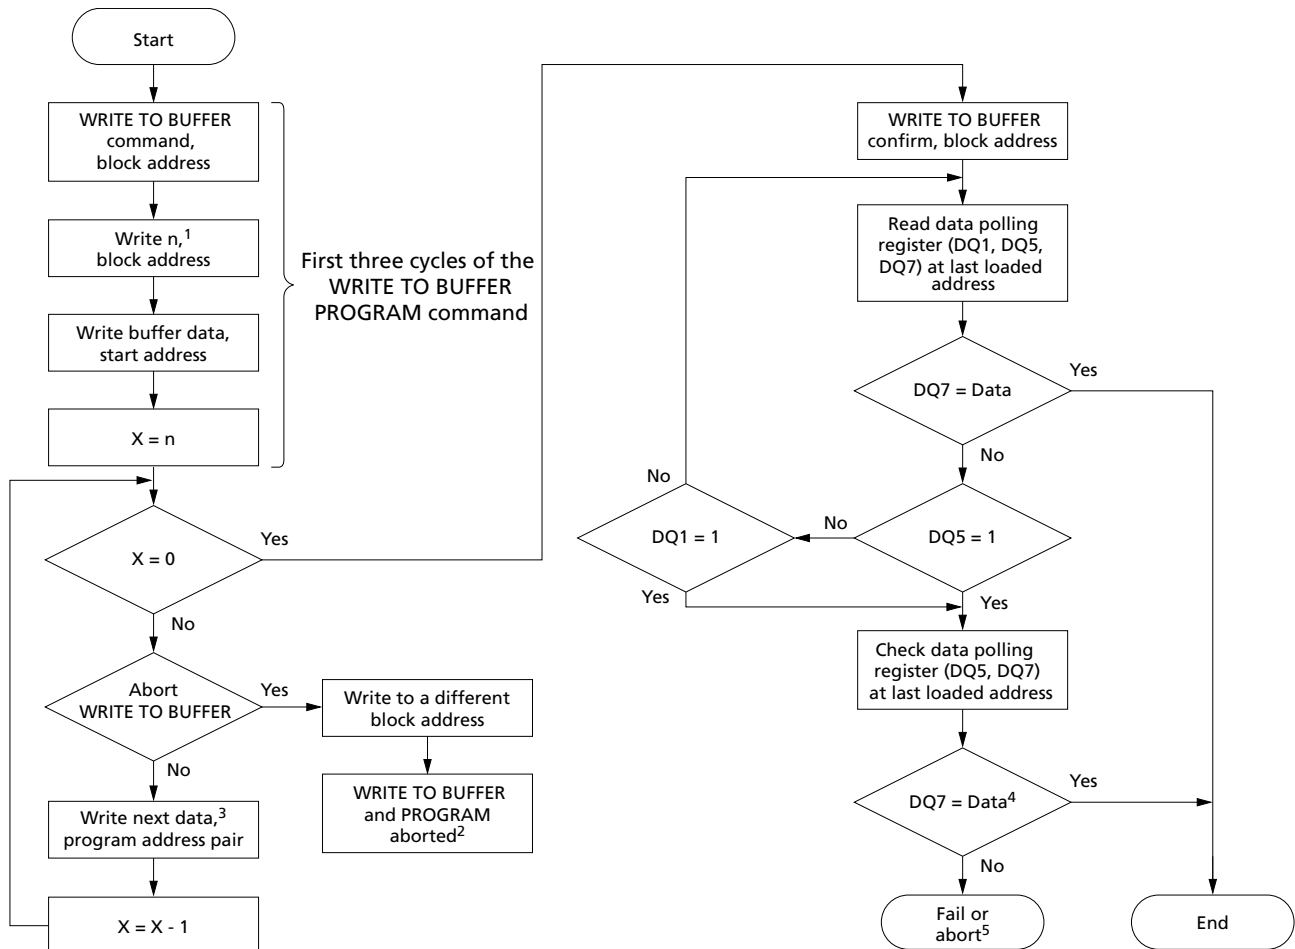 Start
WRITE TO BUFFER
command,
block address
Write n,1
block address
Write buffer data,
start address
X = n
First three cycles of the
WRITE TO BUFFER
PROGRAM command
X = 0
Yes
No
Abort
WRITE TO BUFFER
Yes
No
Write to a different
block address
WRITE TO BUFFER
and PROGRAM
aborted2
Write next data,3
program address pair
X = X - 1
WRITE TO BUFFER
confirm, block address
Read data polling
register (DQ1, DQ5,
DQ7) at last loaded
address
DQ7 = Data
Yes
No
DQ5 = 1
No
Yes
DQ1 = 1
No
Yes
Check data polling
register (DQ5, DQ7)
at last loaded address
DQ7 = Data4
Yes
No
Fail or
abort5
End